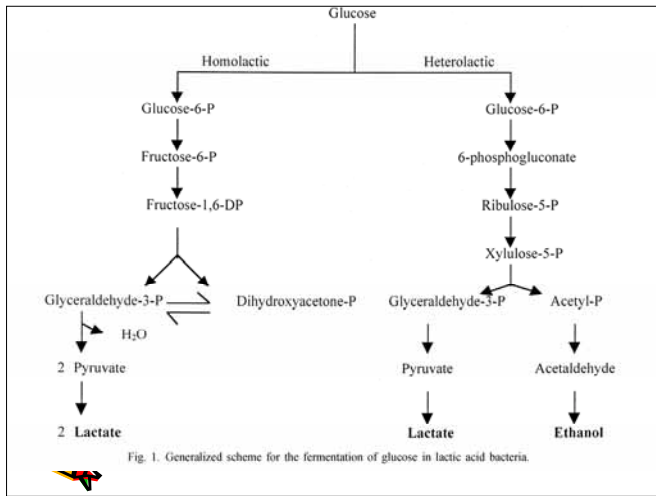 Glucose
Homolactic Heterolactic
Glucose-6-P Glucose-6-P
Fructose-6-P 6-phosphogluconate
Fructose-1,6-DP Ribulose-5-P
Xylulose-5-P
Glyceraldehyde-3-P Dihydroxyacetone-P Glyceraldehyde-3-P Acetyl-P
H₂O
2 Pyruvate Pyruvate Acetaldehyde
2 Lactate Lactate Ethanol
Fig. 1. Generalized scheme for the fermentation of glucose in lactic acid bacteria.